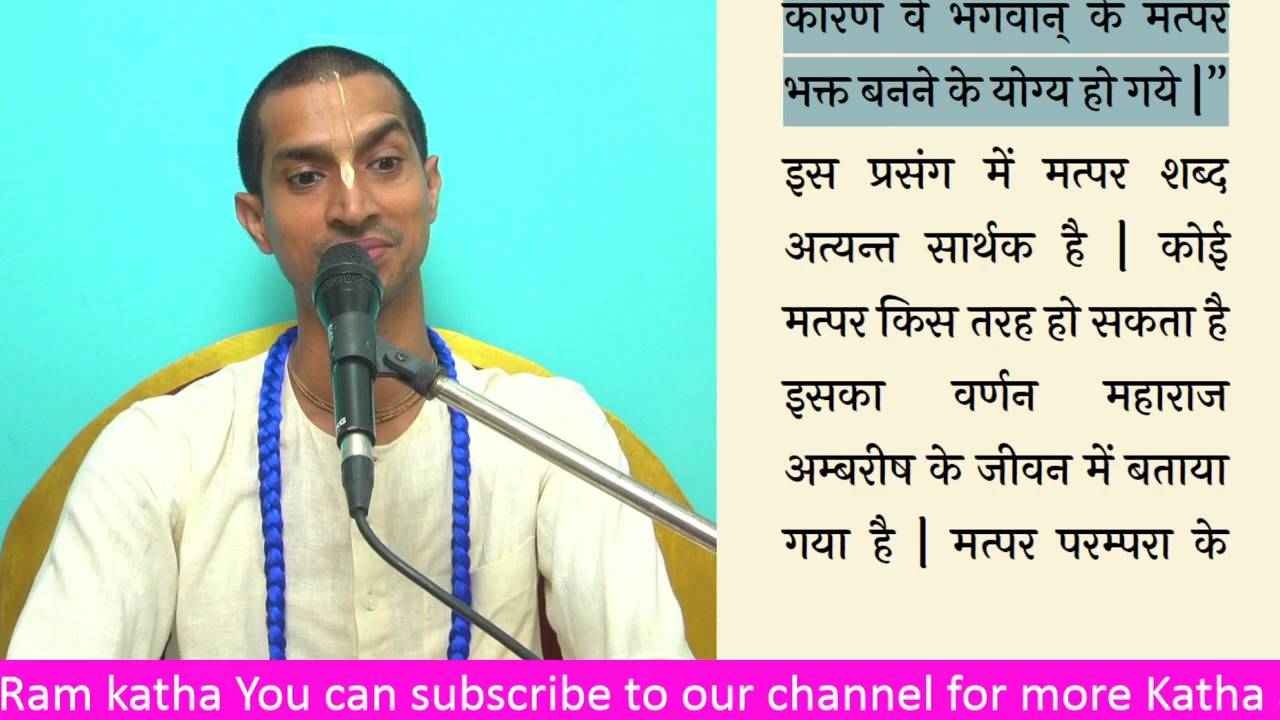 कारण वे भगवान् के मत्पर
भक्त बनने के योग्य हो गये |”
इस प्रसंग में मत्पर शब्द
अत्यन्त सार्थक है | कोई
मत्पर किस तरह हो सकता है
इसका वर्णन महाराज
अम्बरीष के जीवन में बताया
गया है | मत्पर परम्परा के
Ram katha You can subscribe to our channel for more Katha